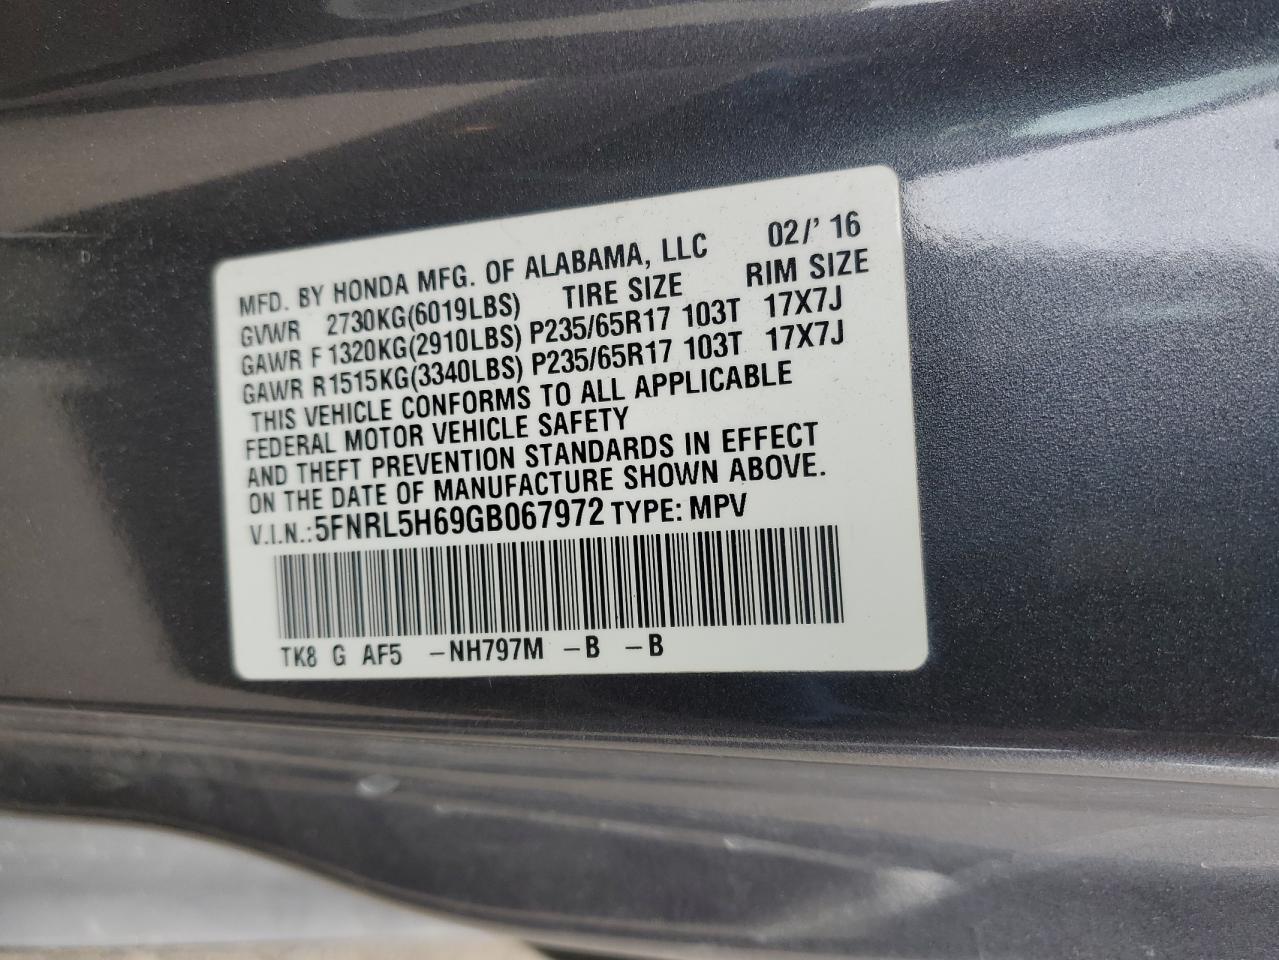 MFD. BY HONDA MFG. OF ALABAMA, LLC 02/' 16
GVWR 2730KG(6019LBS) TIRE SIZE RIM SIZE
GAWR F 1320KG(2910LBS) P235/65R17 103T 17X7J
GAWR R1515KG(3340LBS) P235/65R17 103T 17X7J
THIS VEHICLE CONFORMS TO ALL APPLICABLE
FEDERAL MOTOR VEHICLE SAFETY
AND THEFT PREVENTION STANDARDS IN EFFECT
ON THE DATE OF MANUFACTURE SHOWN ABOVE.
V.I.N.:5FNRL5H69GB067972 TYPE: MPV
TK8 G AF5 -NH797M -B -B